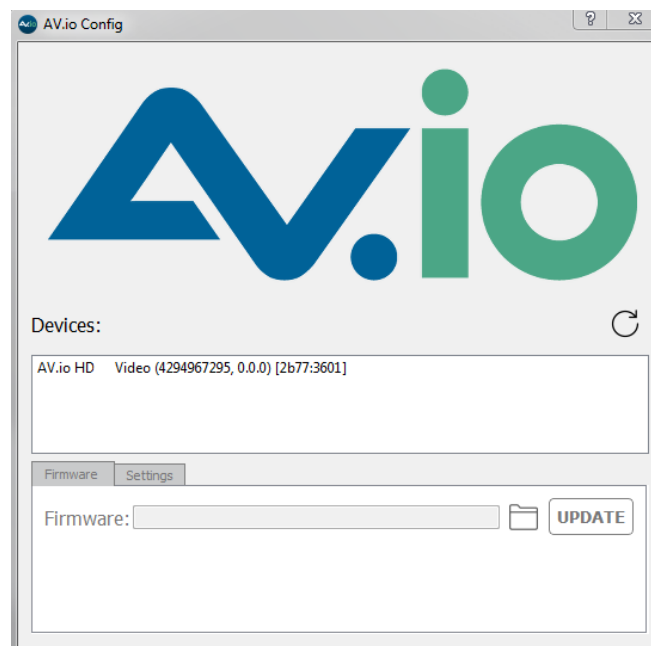 AV.io Config
AV.io
Devices:
AV.io HD Video (4294967295, 0.0.0) [2b77:3601]
Firmware Settings
Firmware: UPDATE